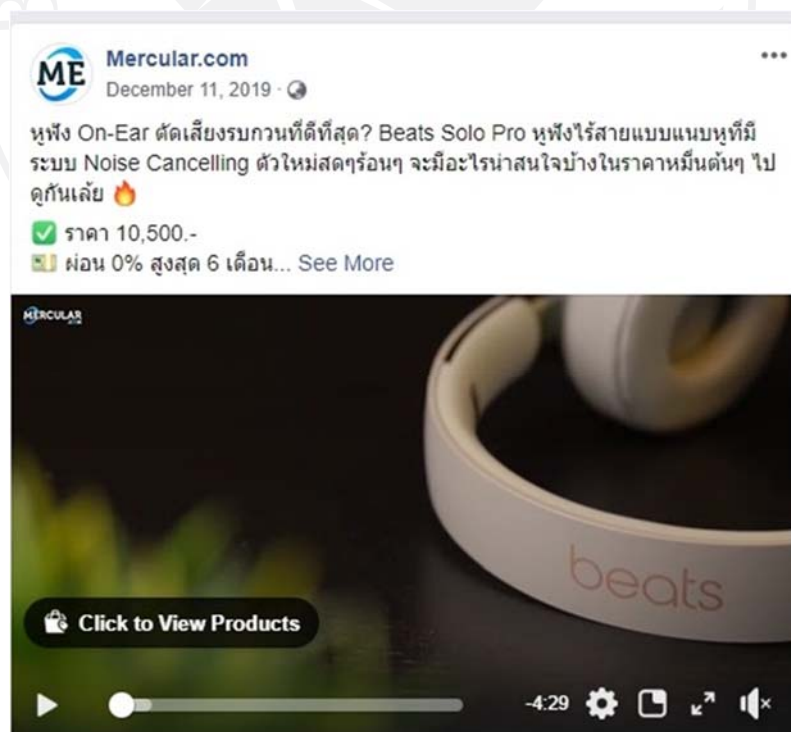 ME
Mercular.com
December 11, 2019 ·
หูฟัง On-Ear ตัดเสียงรบกวนที่ดีที่สุด? Beats Solo Pro หูฟังไร้สายแบบแนบหูที่มี
ระบบ Noise Cancelling ตัวใหม่สดๆร้อนๆ จะมีอะไรน่าสนใจบ้างในราคาหมื่นต้นๆ ไป
ดูกันเล้ย 🔥
✅ ราคา 10,500.-
💵 ผ่อน 0% สูงสุด 6 เดือน... See More
MERCULAR
beats
Click to View Products
-4:29